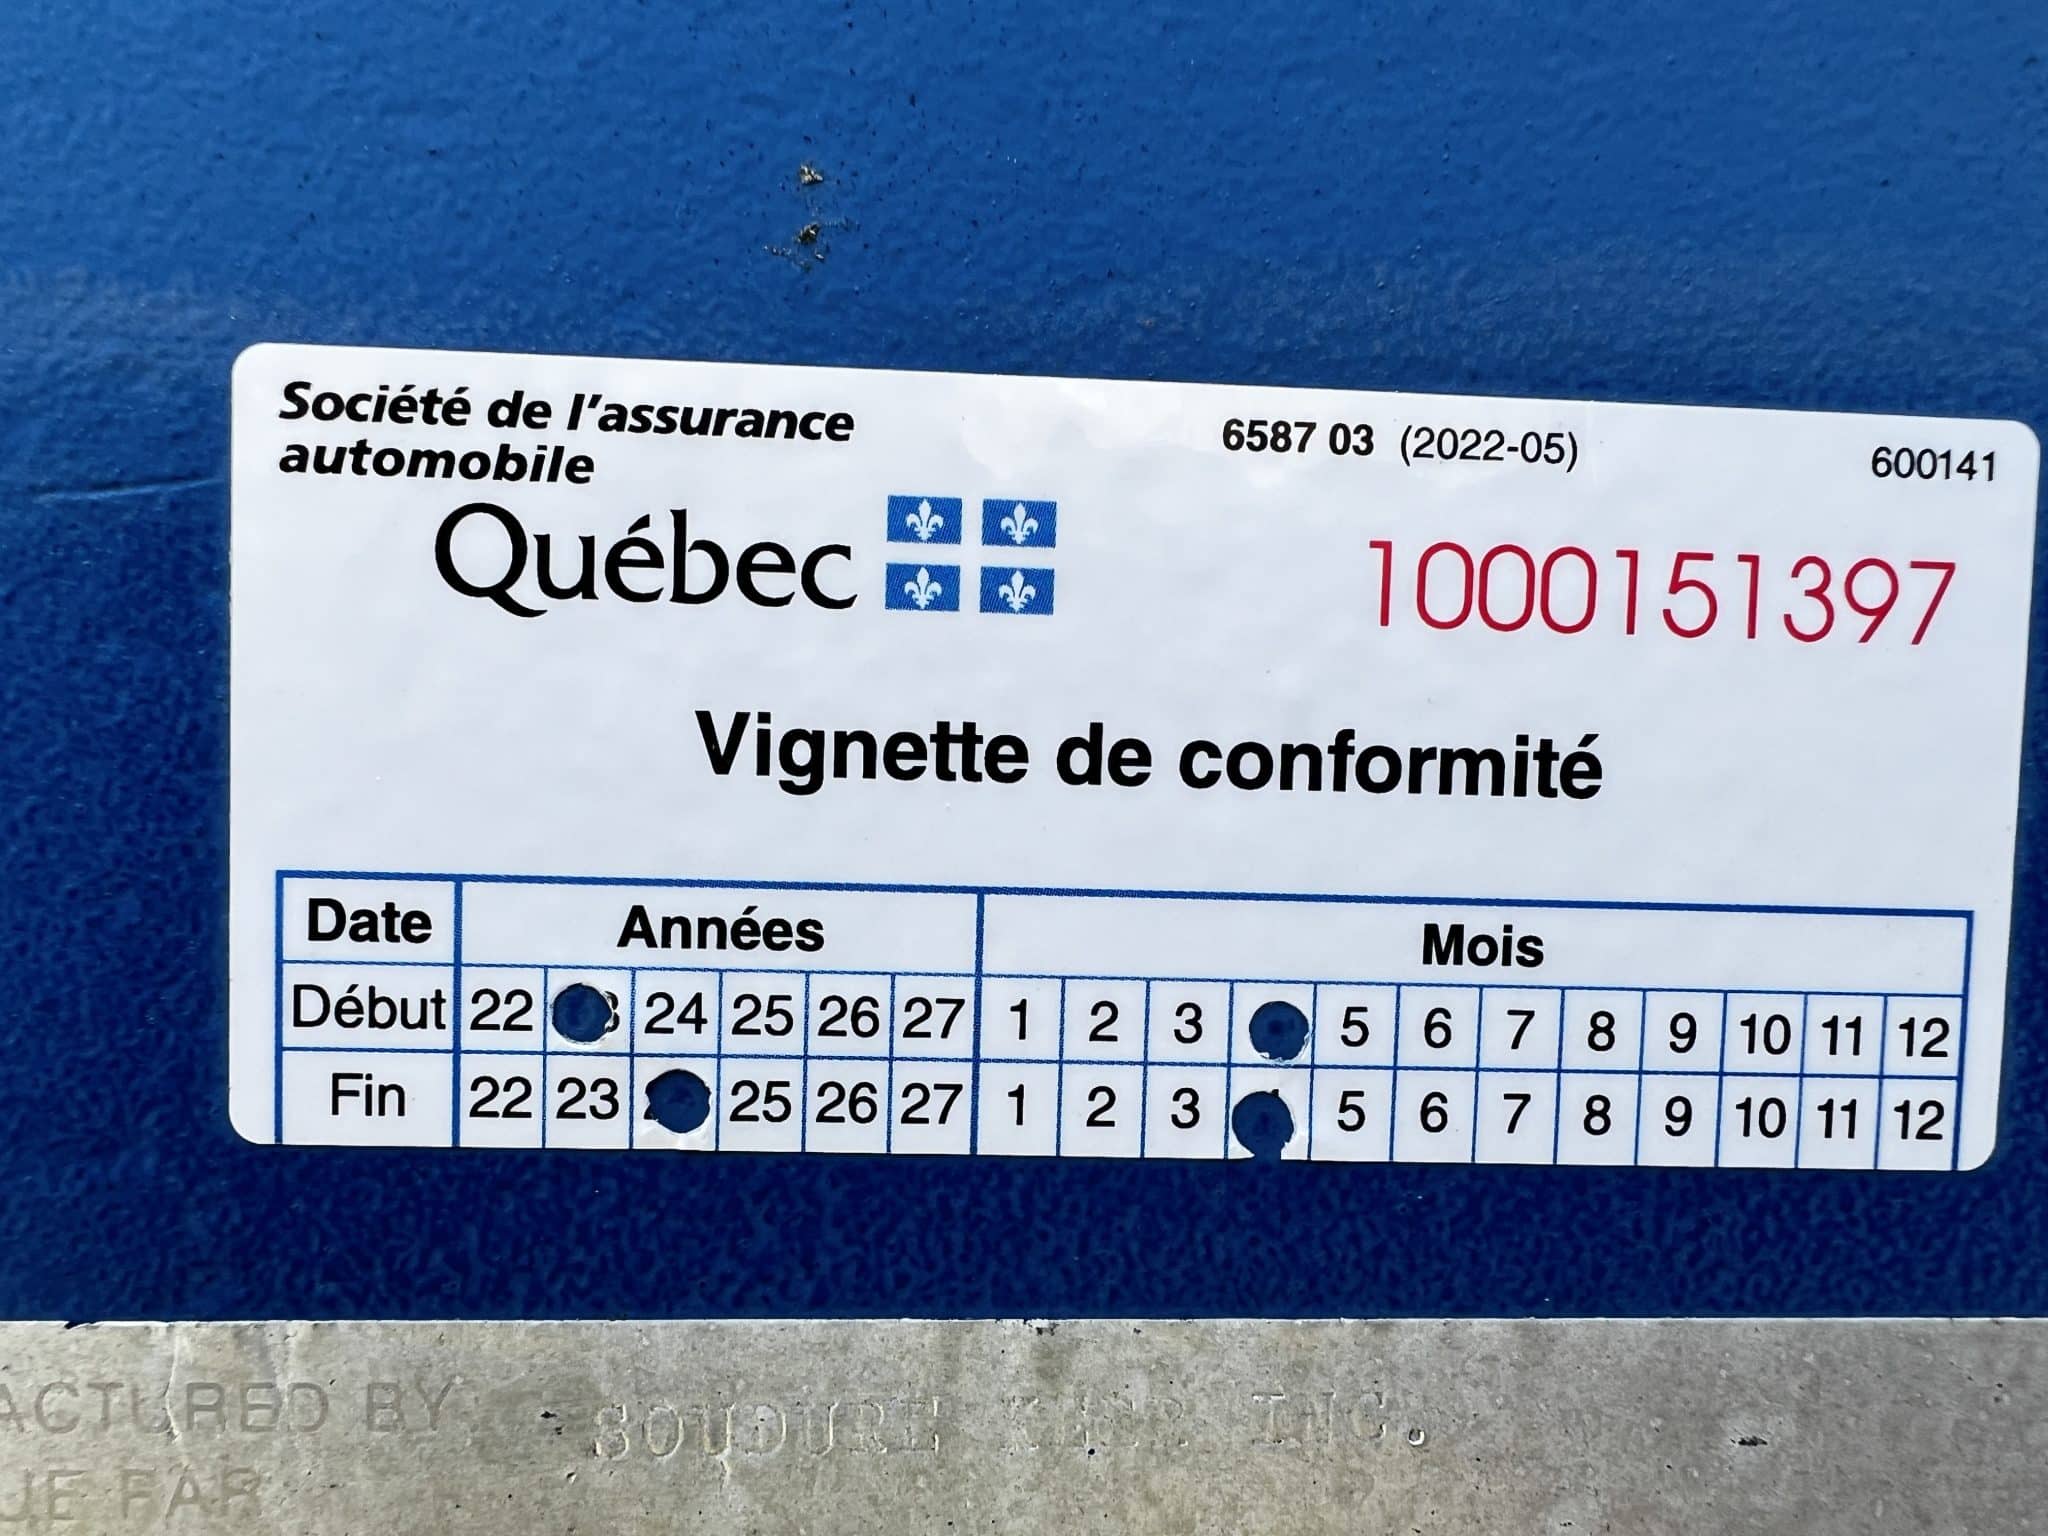 Société de l'assurance
automobile
Québec
6587 03 (2022-05)
600141
1000151397
Vignette de conformité
Date Années Mois
Début 22 24 25 26 27 1 2 3 5 6 7 8 9 10 11 12
Fin 22 23 25 26 27 1 2 3 5 6 7 8 9 10 11 12
ACTURED BY SOUDURE INC.